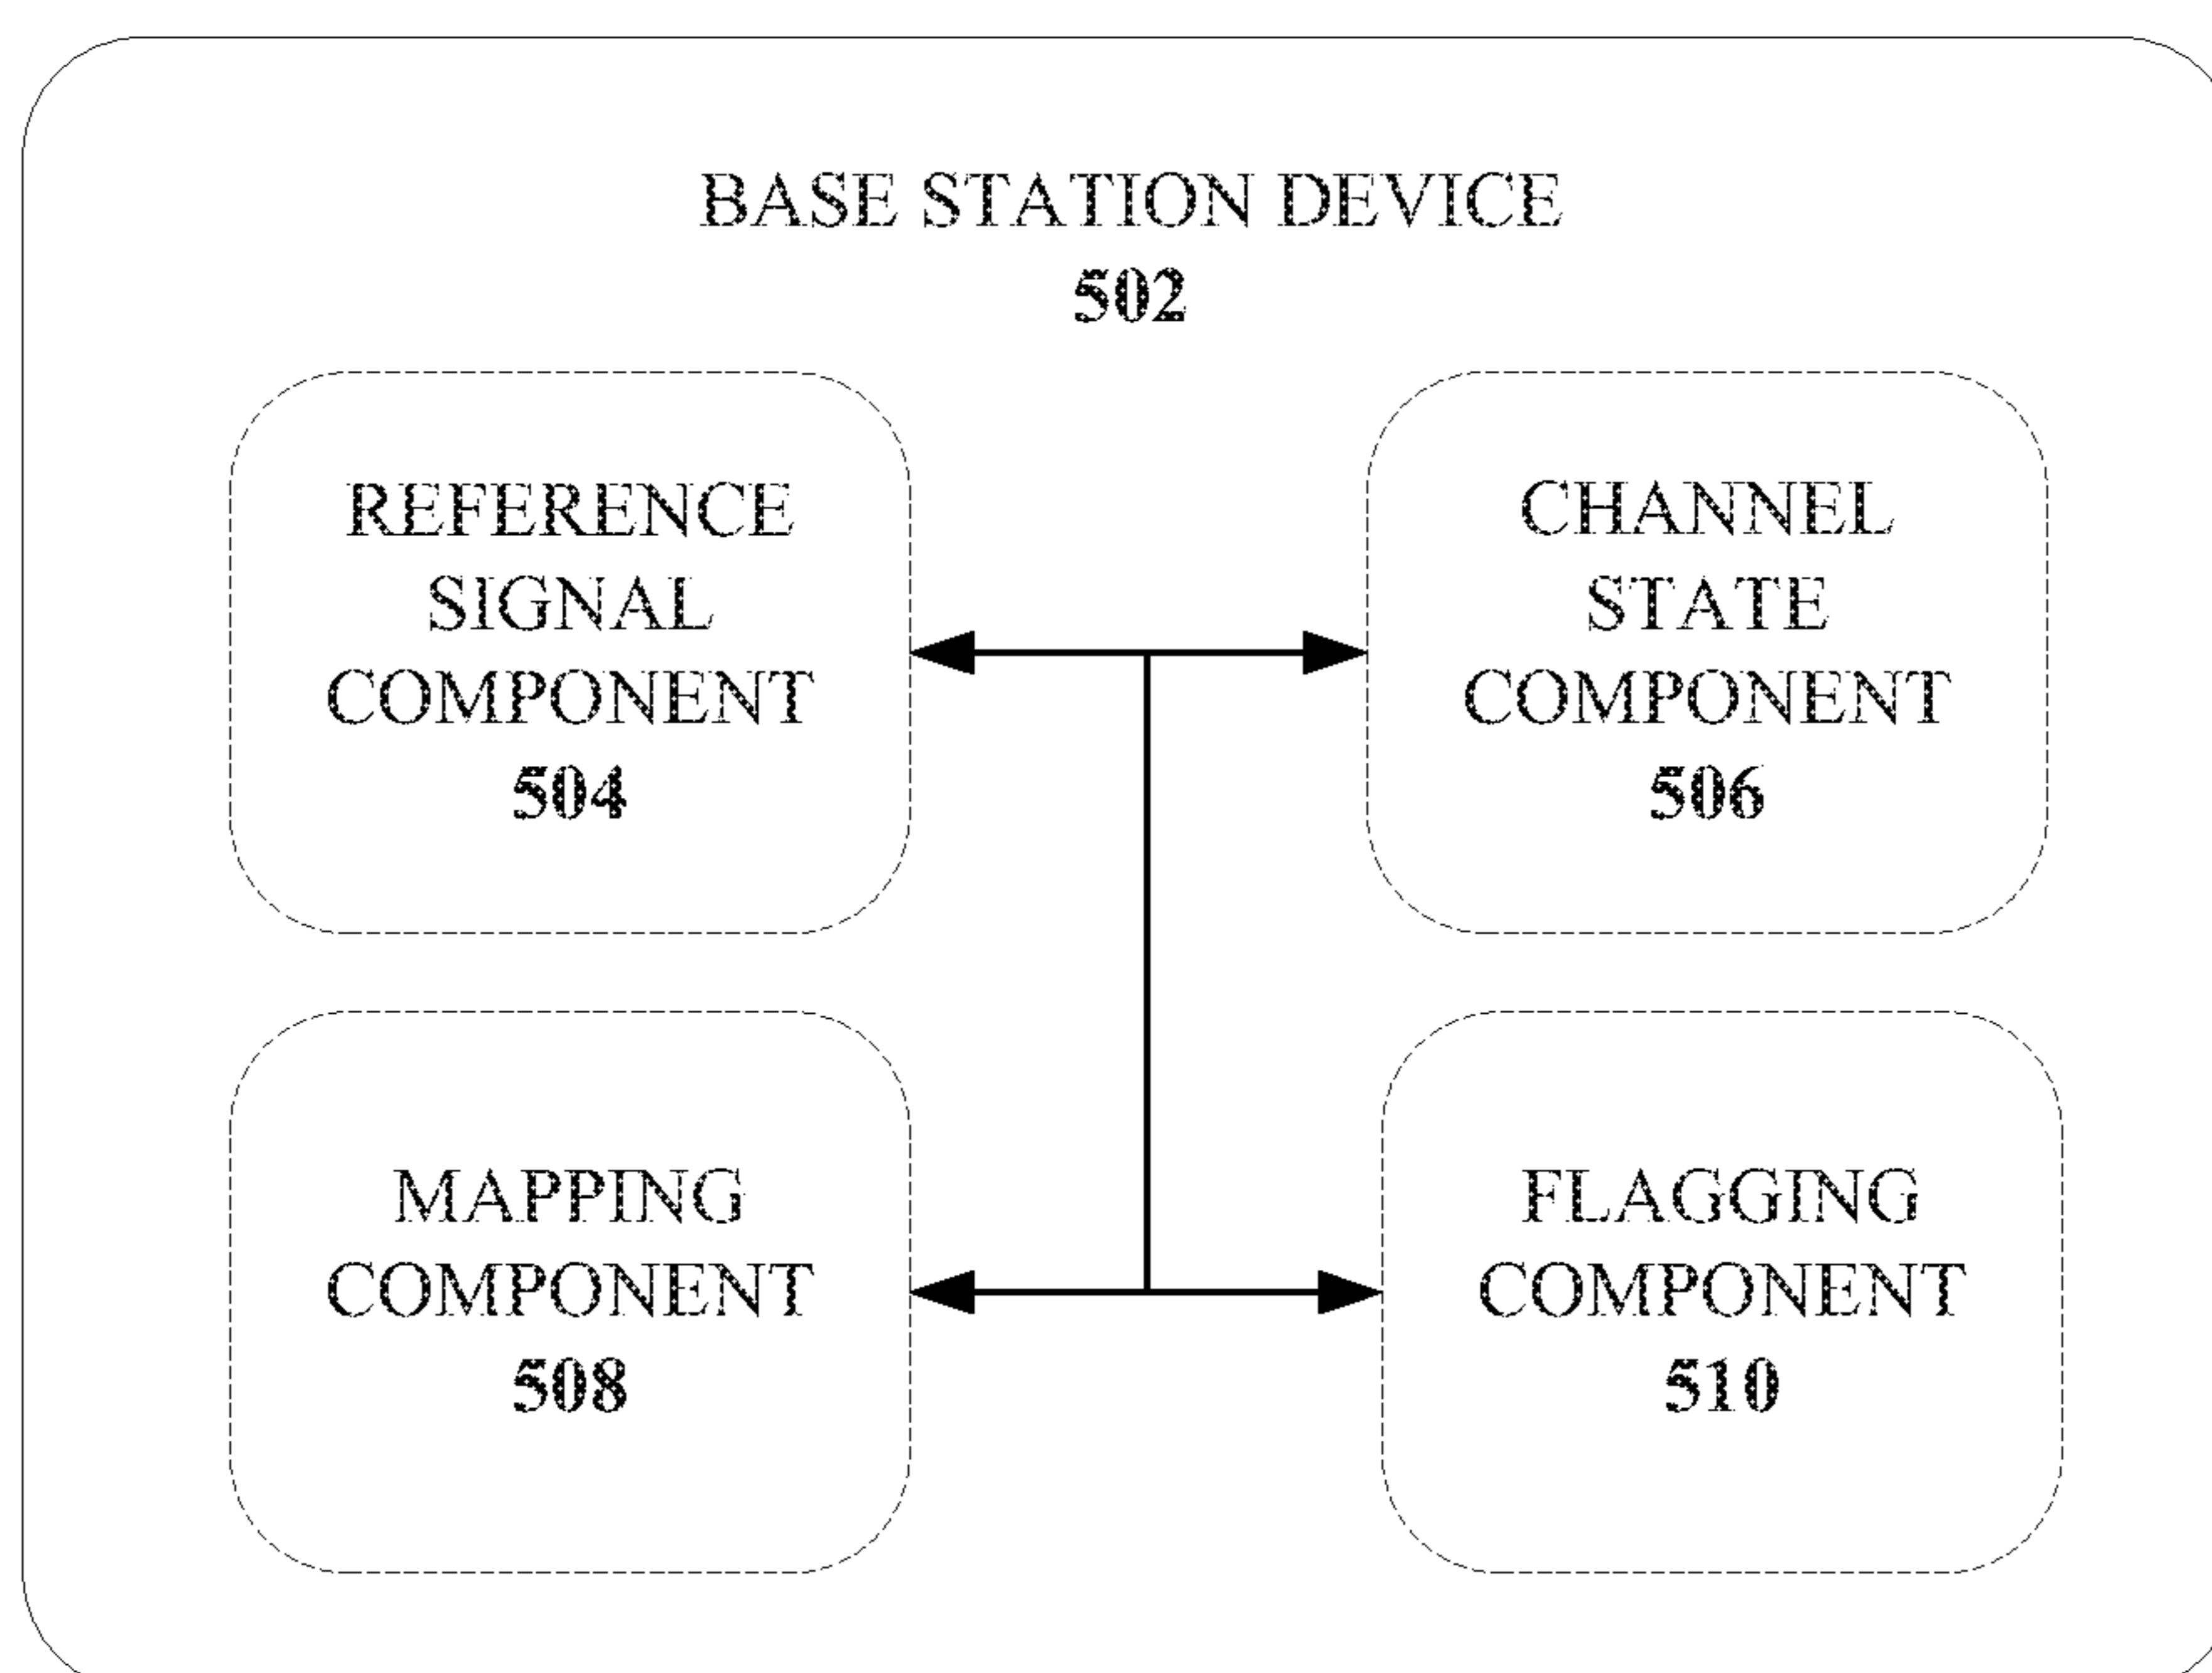 BASE STATION DEVICE
502
REFERENCE
SIGNAL
COMPONENT
504
CHANNEL
STATE
COMPONENT
506
MAPPING
COMPONENT
508
FLAGGING
COMPONENT
510